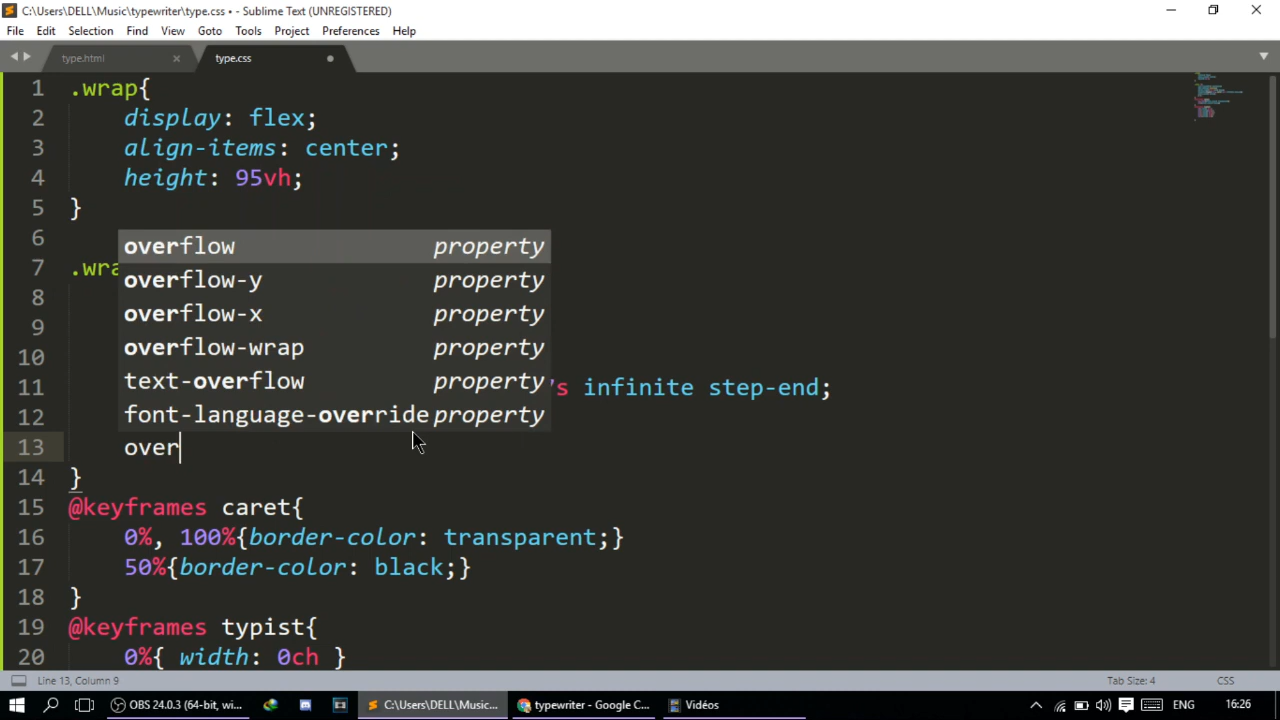 C:\Users\DELL\Music\typewriter\type.css • - Sublime Text (UNREGISTERED)
File Edit Selection Find View Goto Tools Project Preferences Help
type.html type.css
1 .wrap{
2 display: flex;
3 align-items: center;
4 height: 95vh;
5 }
6 overflow property
7 .wra overflow-y property
8 overflow-x property
9 overflow-wrap property
10 text-overflow property
11 's infinite step-end;
12 font-language-override property
13 over
14 }
15 @keyframes caret{
16 0%, 100%{border-color: transparent;}
17 50%{border-color: black;}
18 }
19 @keyframes typist{
20 0%{ width: 0ch }
Line 13, Column 9 Tab Size: 4 CSS
OBS 24.0.3 (64-bit, wi... C:\Users\DELL\Music... typewriter - Google C... Vidéos ENG 16:26